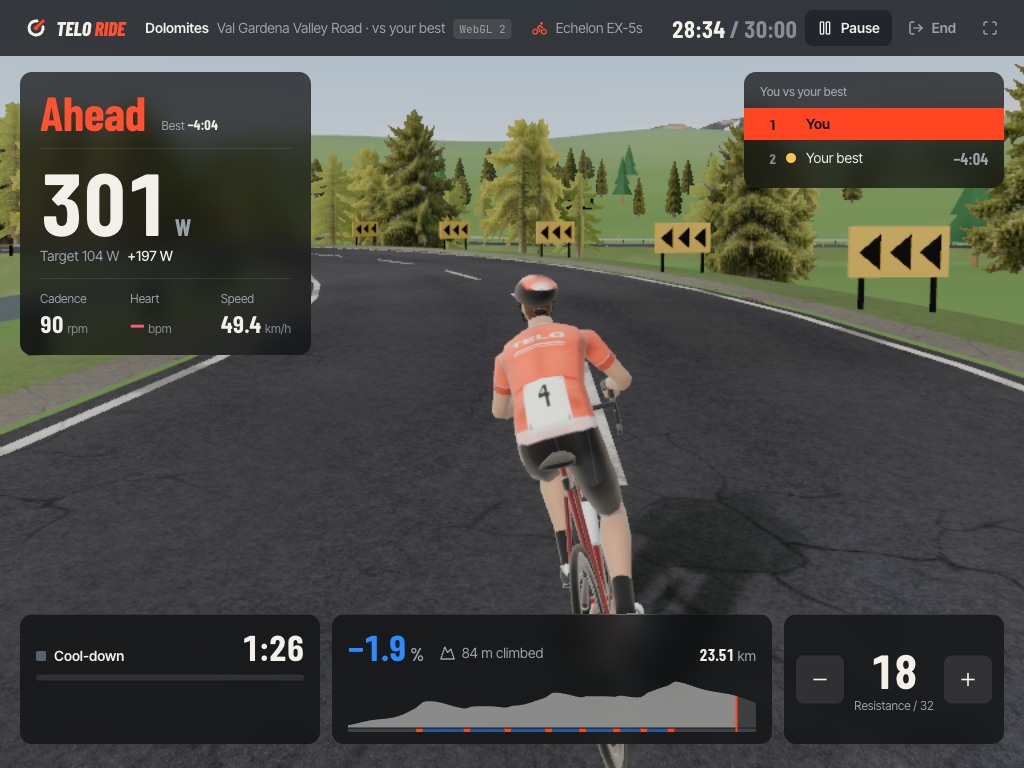 TELO RIDE Dolomites Val Gardena Valley Road · vs your best WebGL 2 Echelon EX-5s 28:34 / 30:00 Pause End
Ahead Best −4:04
301 W
Target 104 W +197 W
Cadence Heart Speed
90 rpm — bpm 49.4 km/h
You vs your best
1 You
2 Your best −4:04
TELO
4
Cool-down 1:26
−1.9 % 84 m climbed 23.51 km
− 18 +
Resistance / 32